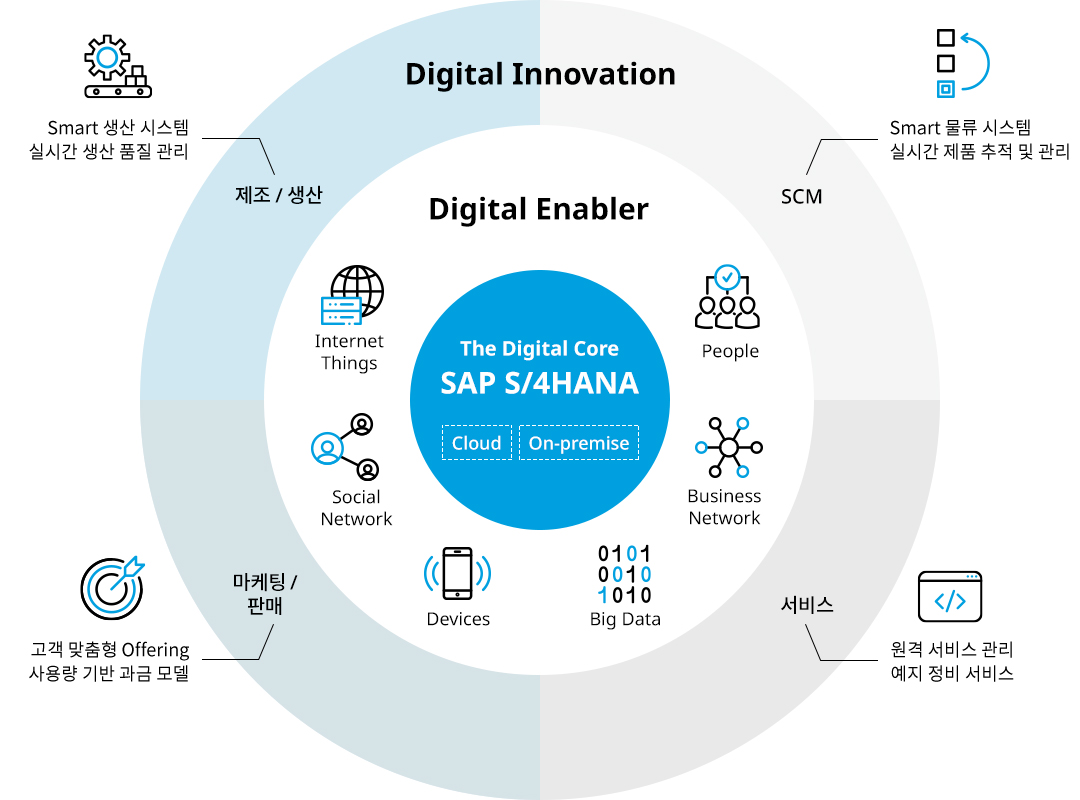 Digital Innovation
Smart 생산 시스템
실시간 생산 품질 관리
제조 / 생산
Smart 물류 시스템
실시간 제품 추적 및 관리
SCM
Digital Enabler
Internet
Things
People
The Digital Core
SAP S/4HANA
Cloud
On-premise
Social
Network
Business
Network
Devices
0101
0010
1010
Big Data
마케팅 /
판매
고객 맞춤형 Offering
사용량 기반 과금 모델
서비스
</>
원격 서비스 관리
예지 정비 서비스